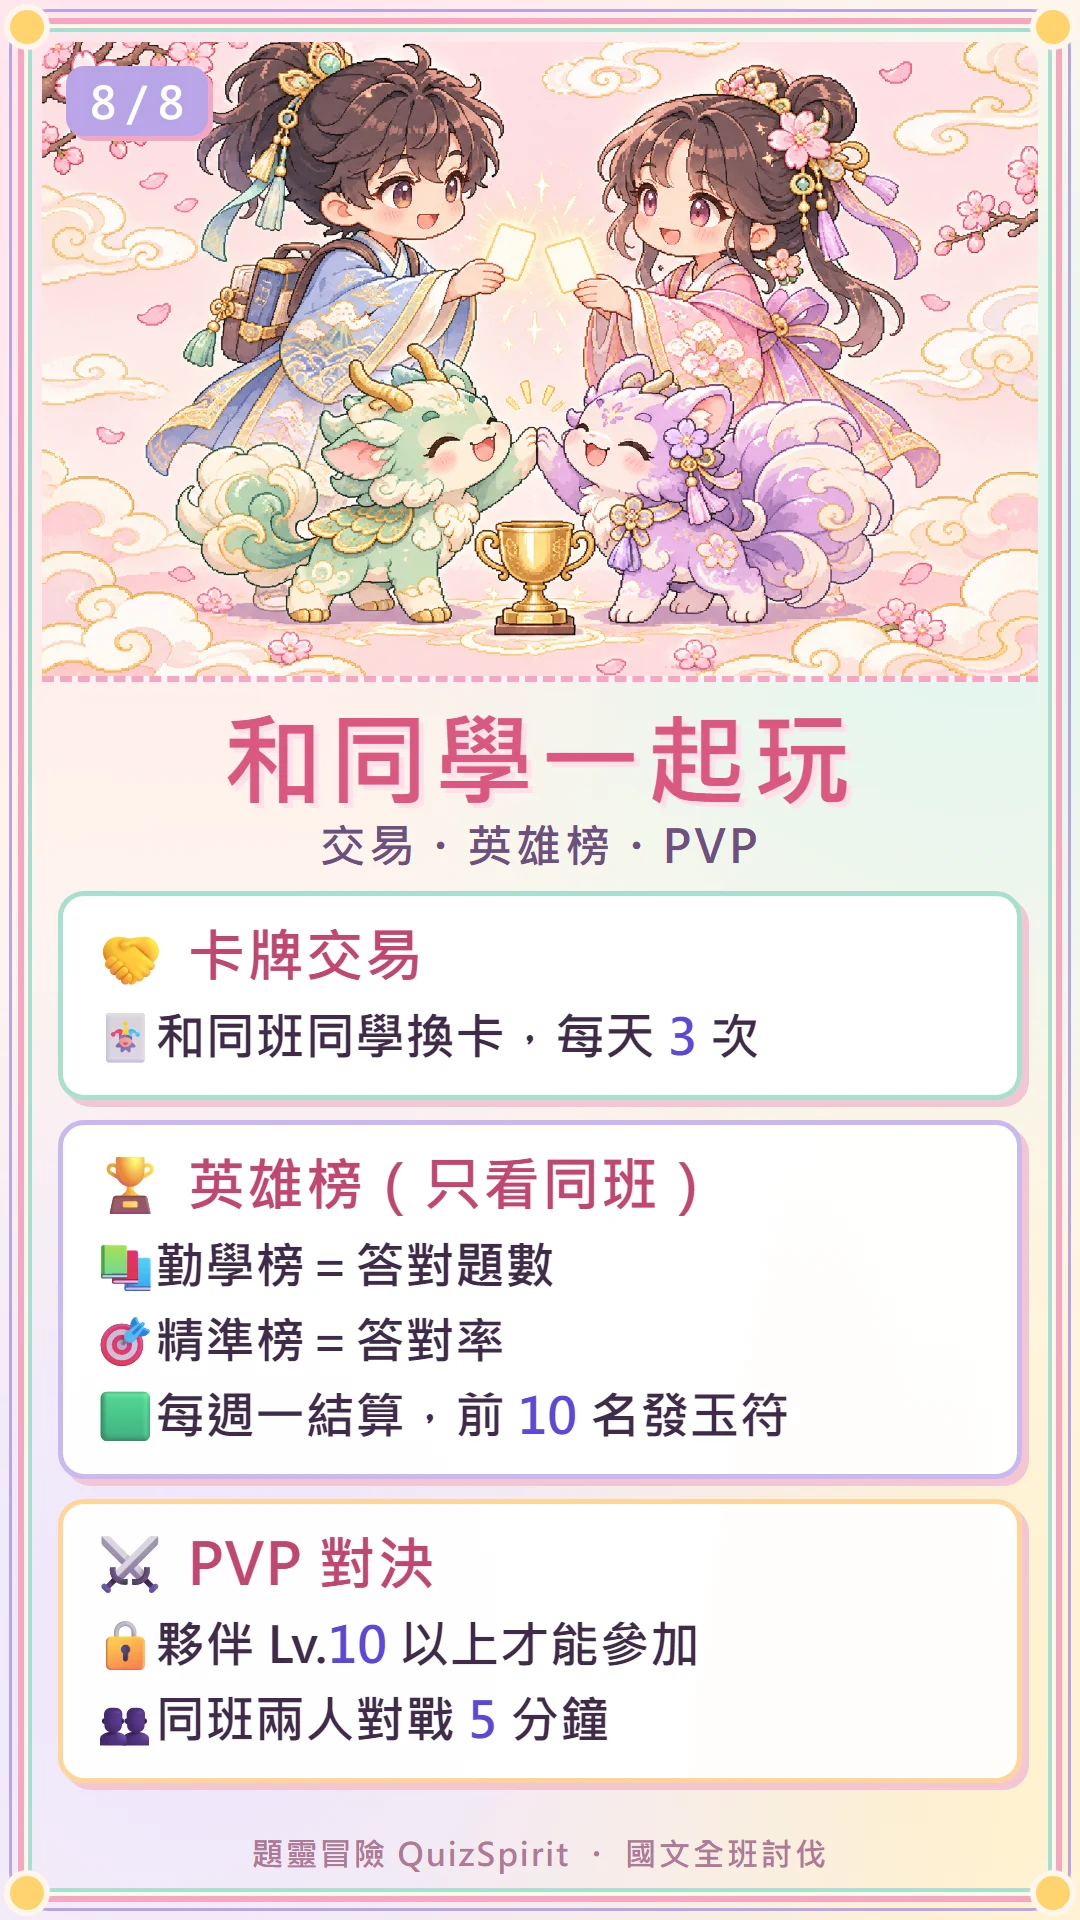 8/8
和同學一起玩
交易・英雄榜・PVP
🤝 卡牌交易
🃏和同班同學換卡，每天 3 次
🏆 英雄榜（只看同班）
📚勤學榜＝答對題數
🎯精準榜＝答對率
🟩每週一結算，前 10 名發玉符
⚔️ PVP 對決
🔒夥伴 Lv.10 以上才能參加
👥同班兩人對戰 5 分鐘
題靈冒險 QuizSpirit ・ 國文全班討伐